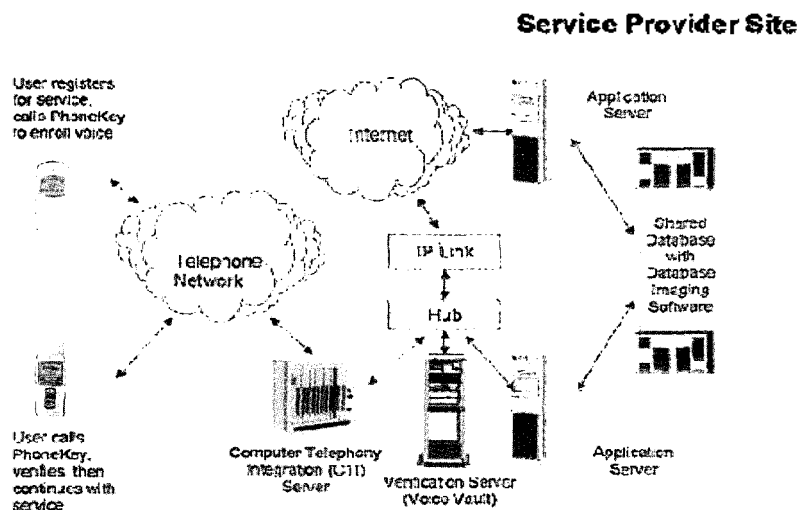 Service Provider Site
User registers
for service,
calls PhoneKey
to enroll voice
Internet
Application
Server
Telephone
Network
IP Link
Hub
Shared
Database
with
Database
Imaging
Software
User calls
PhoneKey,
verifies, then
continues with
service
Computer Telephony
Integration (CTI)
Server
Verification Server
(Voice Vault)
Application
Server